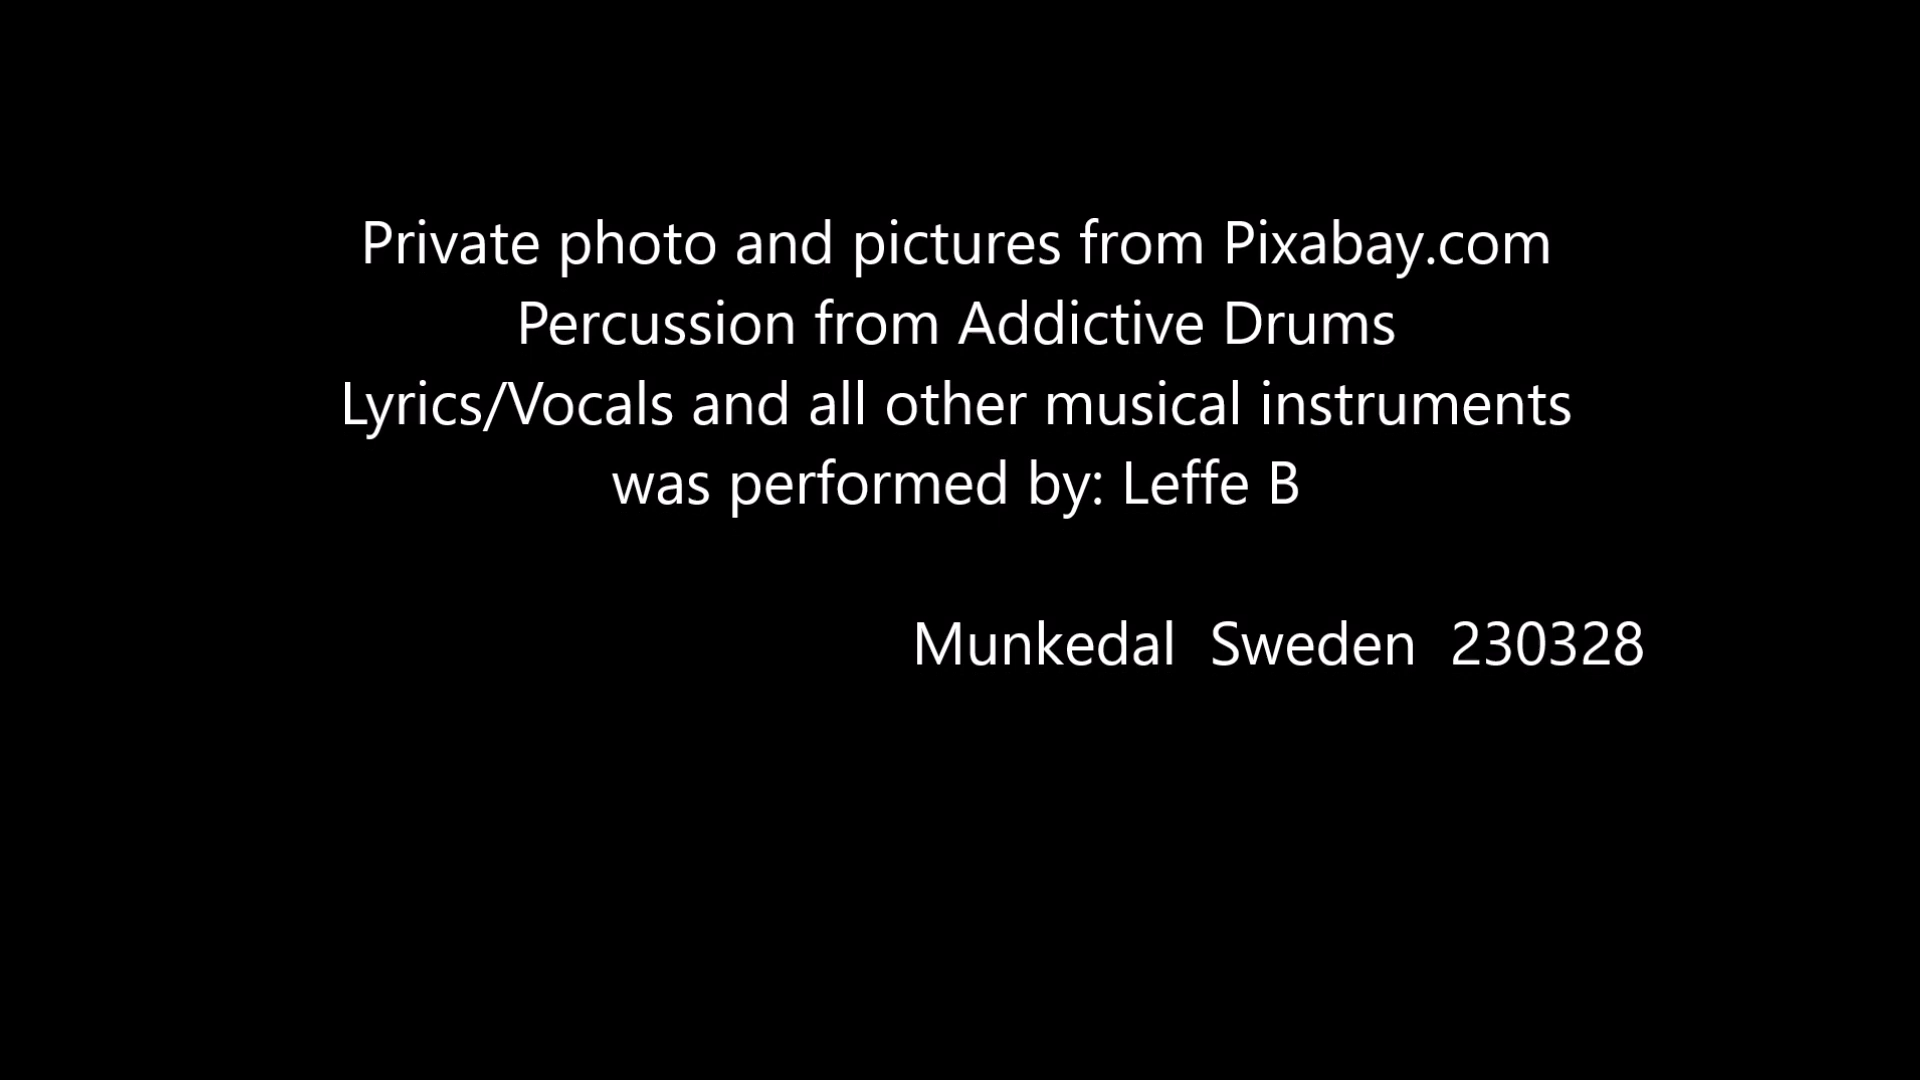 Private photo and pictures from Pixabay.com
Percussion from Addictive Drums
Lyrics/Vocals and all other musical instruments
was performed by: Leffe B
Munkedal Sweden 230328